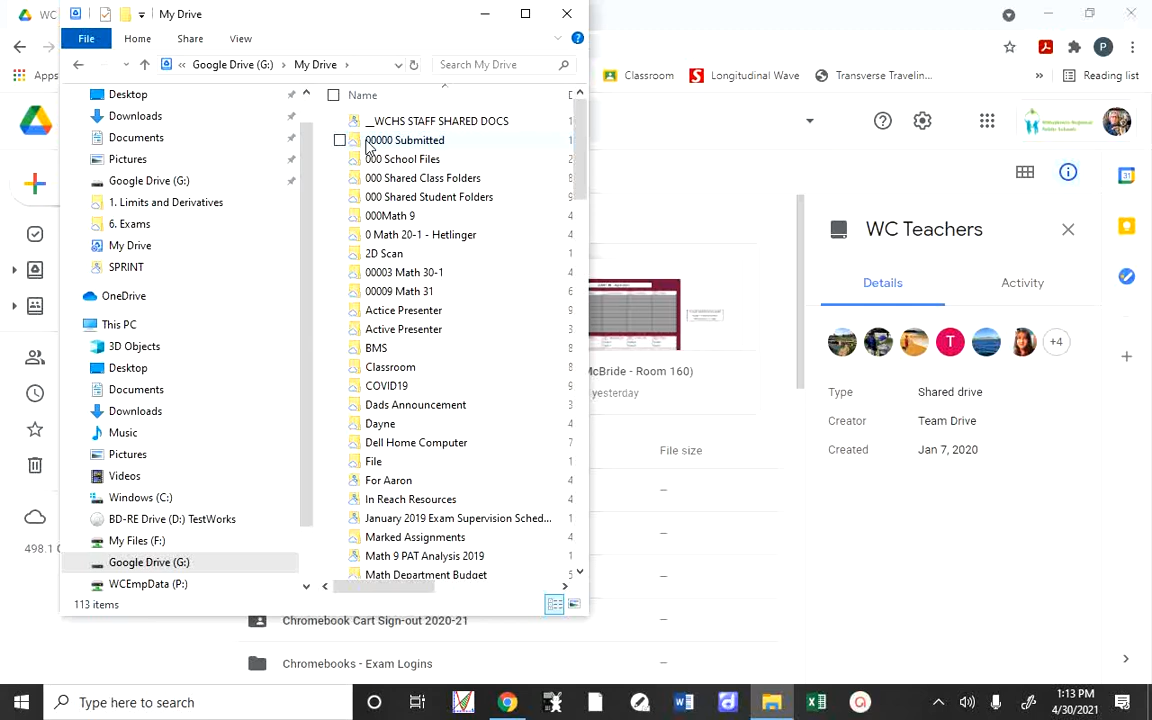 WC
My Drive
File
Home
Share
View
Google Drive (G:)
My Drive
Search My Drive
Apps
Classroom
Longitudinal Wave
Transverse Travelin...
Reading list
P
Desktop
Downloads
Documents
Pictures
Google Drive (G:)
1. Limits and Derivatives
6. Exams
My Drive
SPRINT
OneDrive
This PC
3D Objects
Desktop
Documents
Downloads
Music
Pictures
Videos
Windows (C:)
BD-RE Drive (D:) TestWorks
My Files (F:)
Google Drive (G:)
WCEmpData (P:)
113 items
498.1
Name
__WCHS STAFF SHARED DOCS
00000 Submitted
000 School Files
000 Shared Class Folders
000 Shared Student Folders
000Math 9
0 Math 20-1 - Hetlinger
2D Scan
00003 Math 30-1
00009 Math 31
Actice Presenter
Active Presenter
BMS
Classroom
COVID19
Dads Announcement
Dayne
Dell Home Computer
File
For Aaron
In Reach Resources
January 2019 Exam Supervision Sched...
Marked Assignments
Math 9 PAT Analysis 2019
Math Department Budget
McBride - Room 160)
yesterday
File size
–
–
–
Chromebook Cart Sign-out 2020-21
–
Chromebooks - Exam Logins
–
WC Teachers
Details
Activity
T
+4
Type
Shared drive
Creator
Team Drive
Created
Jan 7, 2020
31
Type here to search
1:13 PM
4/30/2021